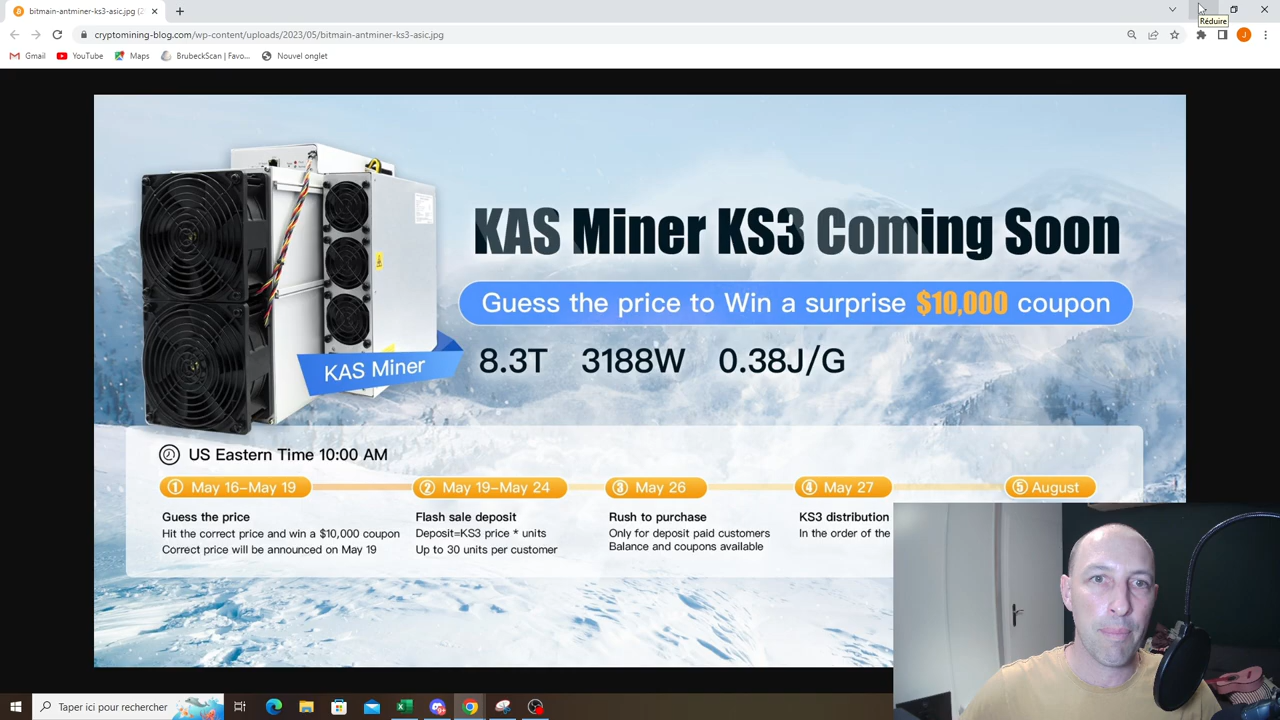 bitmain-antminer-ks3-asic.jpg (2
Réduire
cryptomining-blog.com/wp-content/uploads/2023/05/bitmain-antminer-ks3-asic.jpg
J
Gmail
YouTube
Maps
BrubeckScan | Favo...
Nouvel onglet
KAS Miner KS3 Coming Soon
Guess the price to Win a surprise $10,000 coupon
8.3T 3188W 0.38J/G
KAS Miner
US Eastern Time 10:00 AM
① May 16–May 19
② May 19–May 24
③ May 26
④ May 27
⑤ August
Guess the price
Hit the correct price and win a $10,000 coupon
Correct price will be announced on May 19
Flash sale deposit
Deposit=KS3 price * units
Up to 30 units per customer
Rush to purchase
Only for deposit paid customers
Balance and coupons available
KS3 distribution
In the order of the
Taper ici pour rechercher